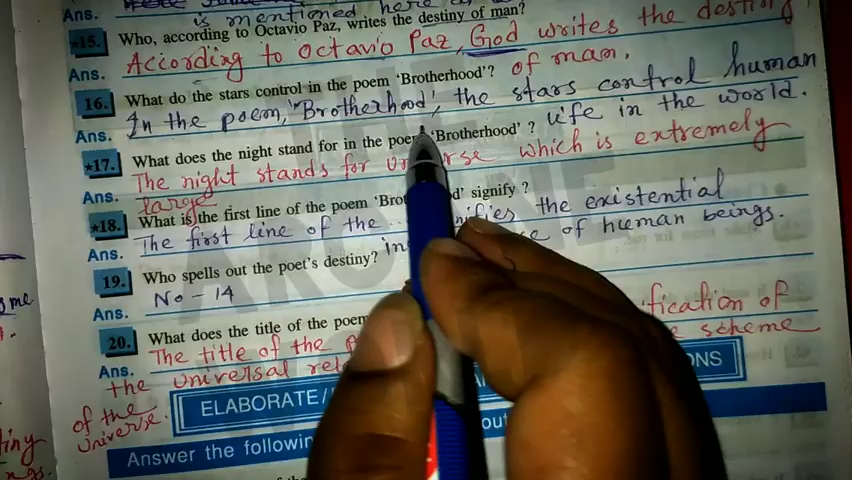 is mentioned here
Ans.
*15. Who, according to Octavio Paz, writes the destiny of man?
Ans. According to Octavio Paz, God writes the destiny
of man.
16. What do the stars control in the poem 'Brotherhood'?
Ans. In the poem, 'Brotherhood', the stars control human
life in the world.
*17. What does the night stand for in the poem 'Brotherhood' ?
Ans. The night stands for which is extremely
large
*18. What is the first line of the poem signify ?
Ans. The first line of the the existential
of human beings.
19. Who spells out the poet's destiny?
Ans. No - 14
20. What does the title of the poem
Ans. The title of the fication of
the universal scheme
of the
universe.
ELABORATE/ NS
Answer the following